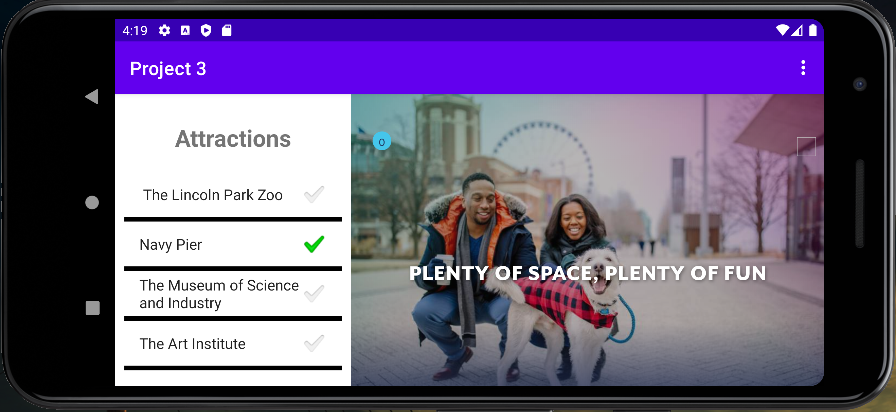 4:19
Project 3
Attractions
The Lincoln Park Zoo
Navy Pier
The Museum of Science
and Industry
The Art Institute
0
PLENTY OF SPACE, PLENTY OF FUN